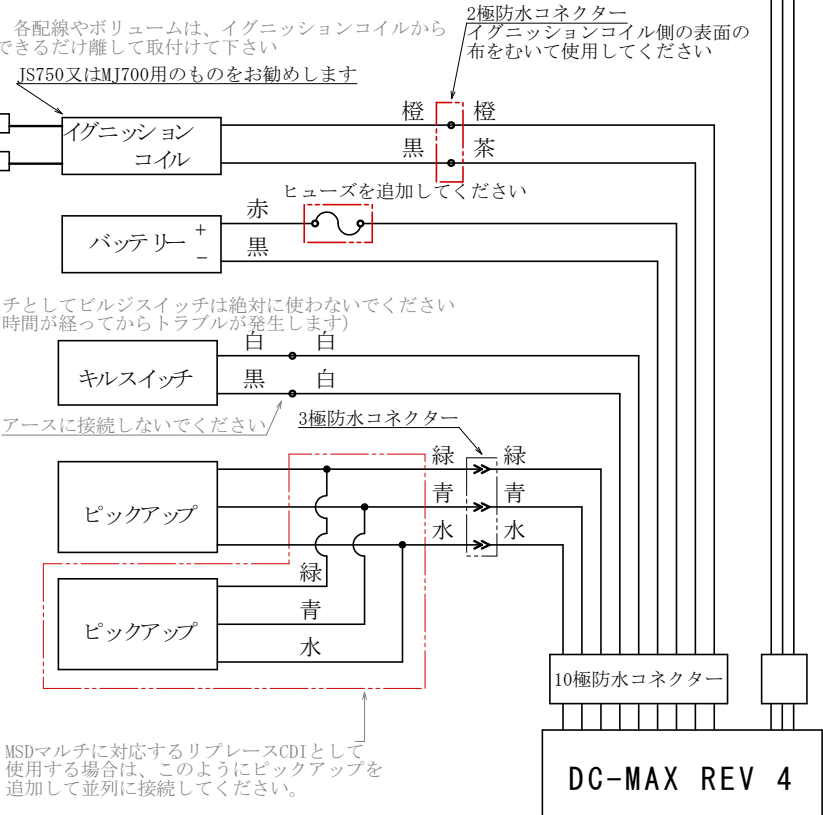 各配線やボリュームは、イグニッションコイルから
できるだけ離して取付けて下さい
2極防水コネクター
イグニッションコイル側の表面の
布をむいて使用してください
JS750又はMJ700用のものをお勧めします
イグニッション
コイル
橙 橙
黒 茶
ヒューズを追加してください
バッテリー + −
赤
黒
チとしてビルジスイッチは絶対に使わないでください
時間が経ってからトラブルが発生します)
キルスイッチ
白 白
黒 白
アースに接続しないでください
3極防水コネクター
ピックアップ
緑 緑
青 青
水 水
ピックアップ
緑
青
水
10極防水コネクター
MSDマルチに対応するリプレースCDIとして
使用する場合は、このようにピックアップを
追加して並列に接続してください。
DC-MAX REV 4